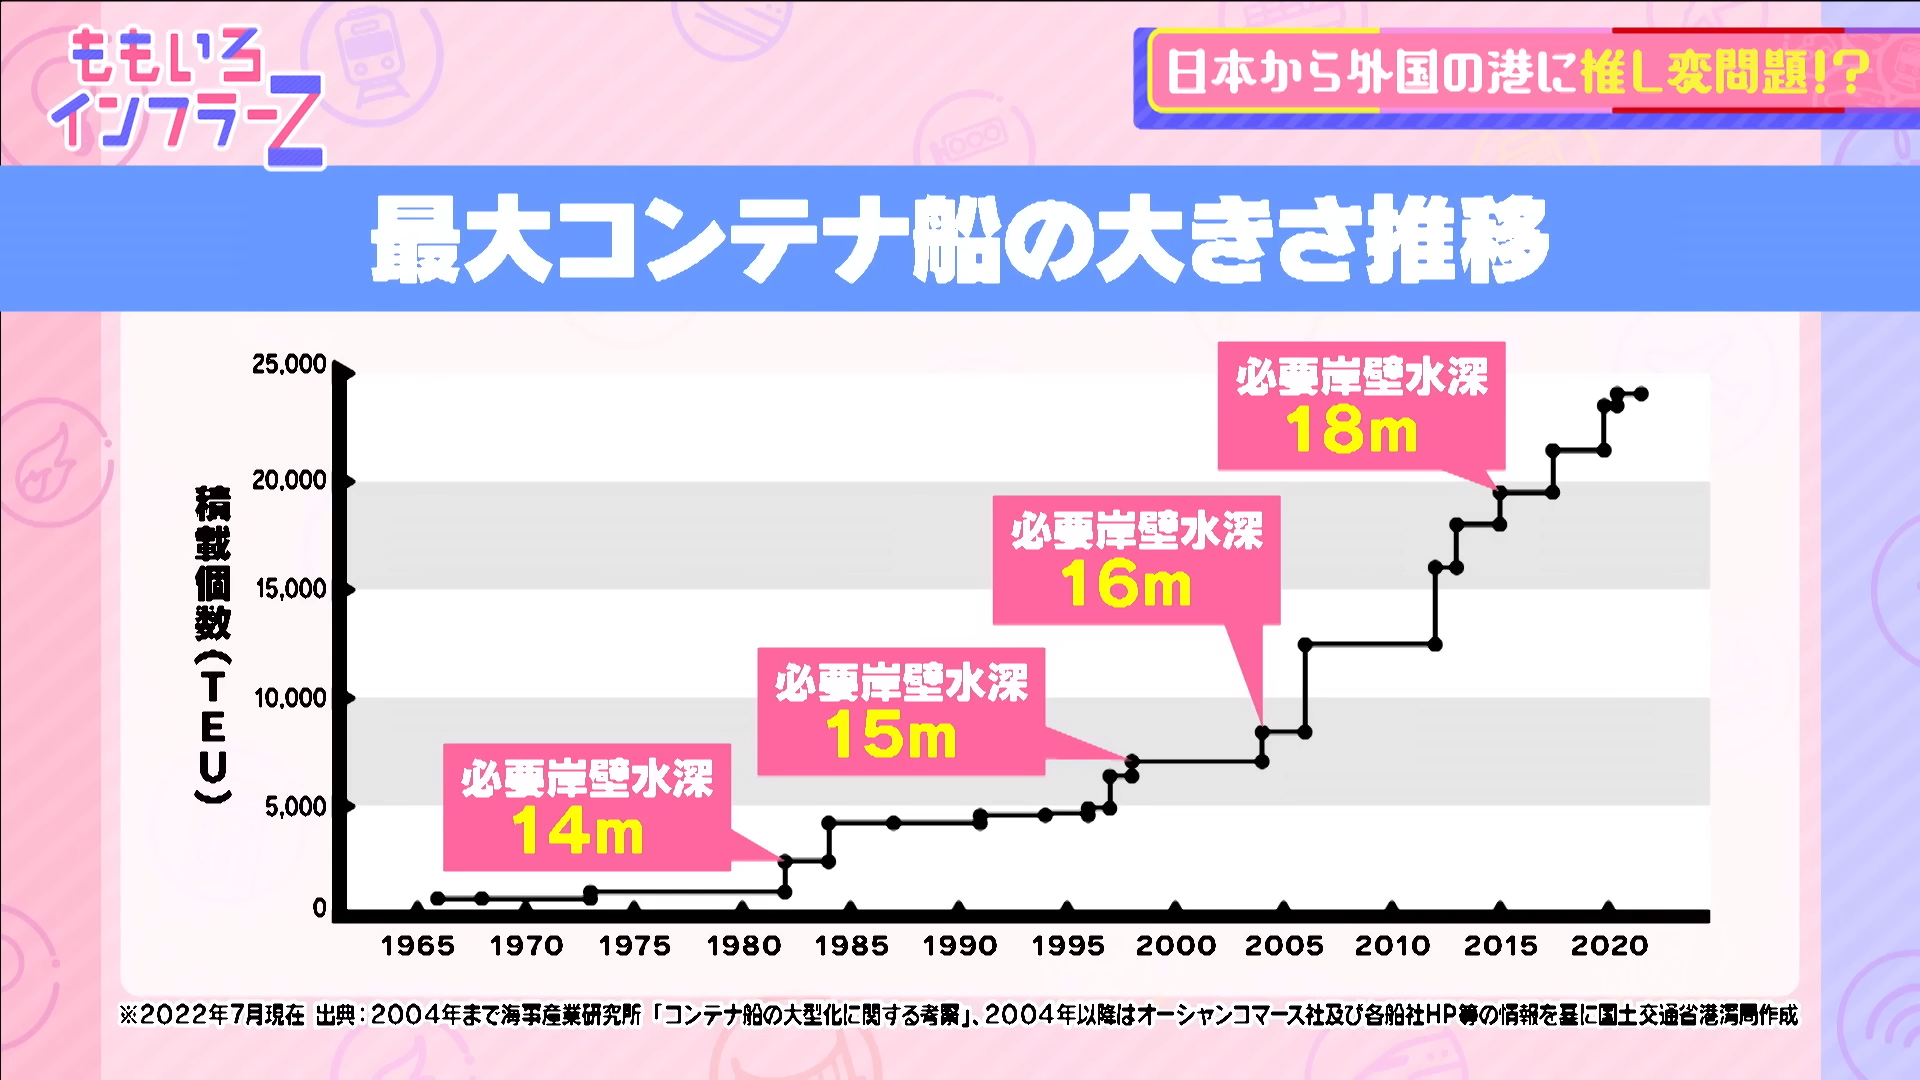 ももいろ
インフラーZ
日本から外国の港に推し変問題!?
最大コンテナ船の大きさ推移
積載個数(TEU)
25,000
20,000
15,000
10,000
5,000
0
必要岸壁水深
14m
必要岸壁水深
15m
必要岸壁水深
16m
必要岸壁水深
18m
1965 1970 1975 1980 1985 1990 1995 2000 2005 2010 2015 2020
※2022年7月現在 出典:2004年まで海事産業研究所「コンテナ船の大型化に関する考察」、2004年以降はオーシャンコマース社及び各船社HP等の情報を基に国土交通省港湾局作成